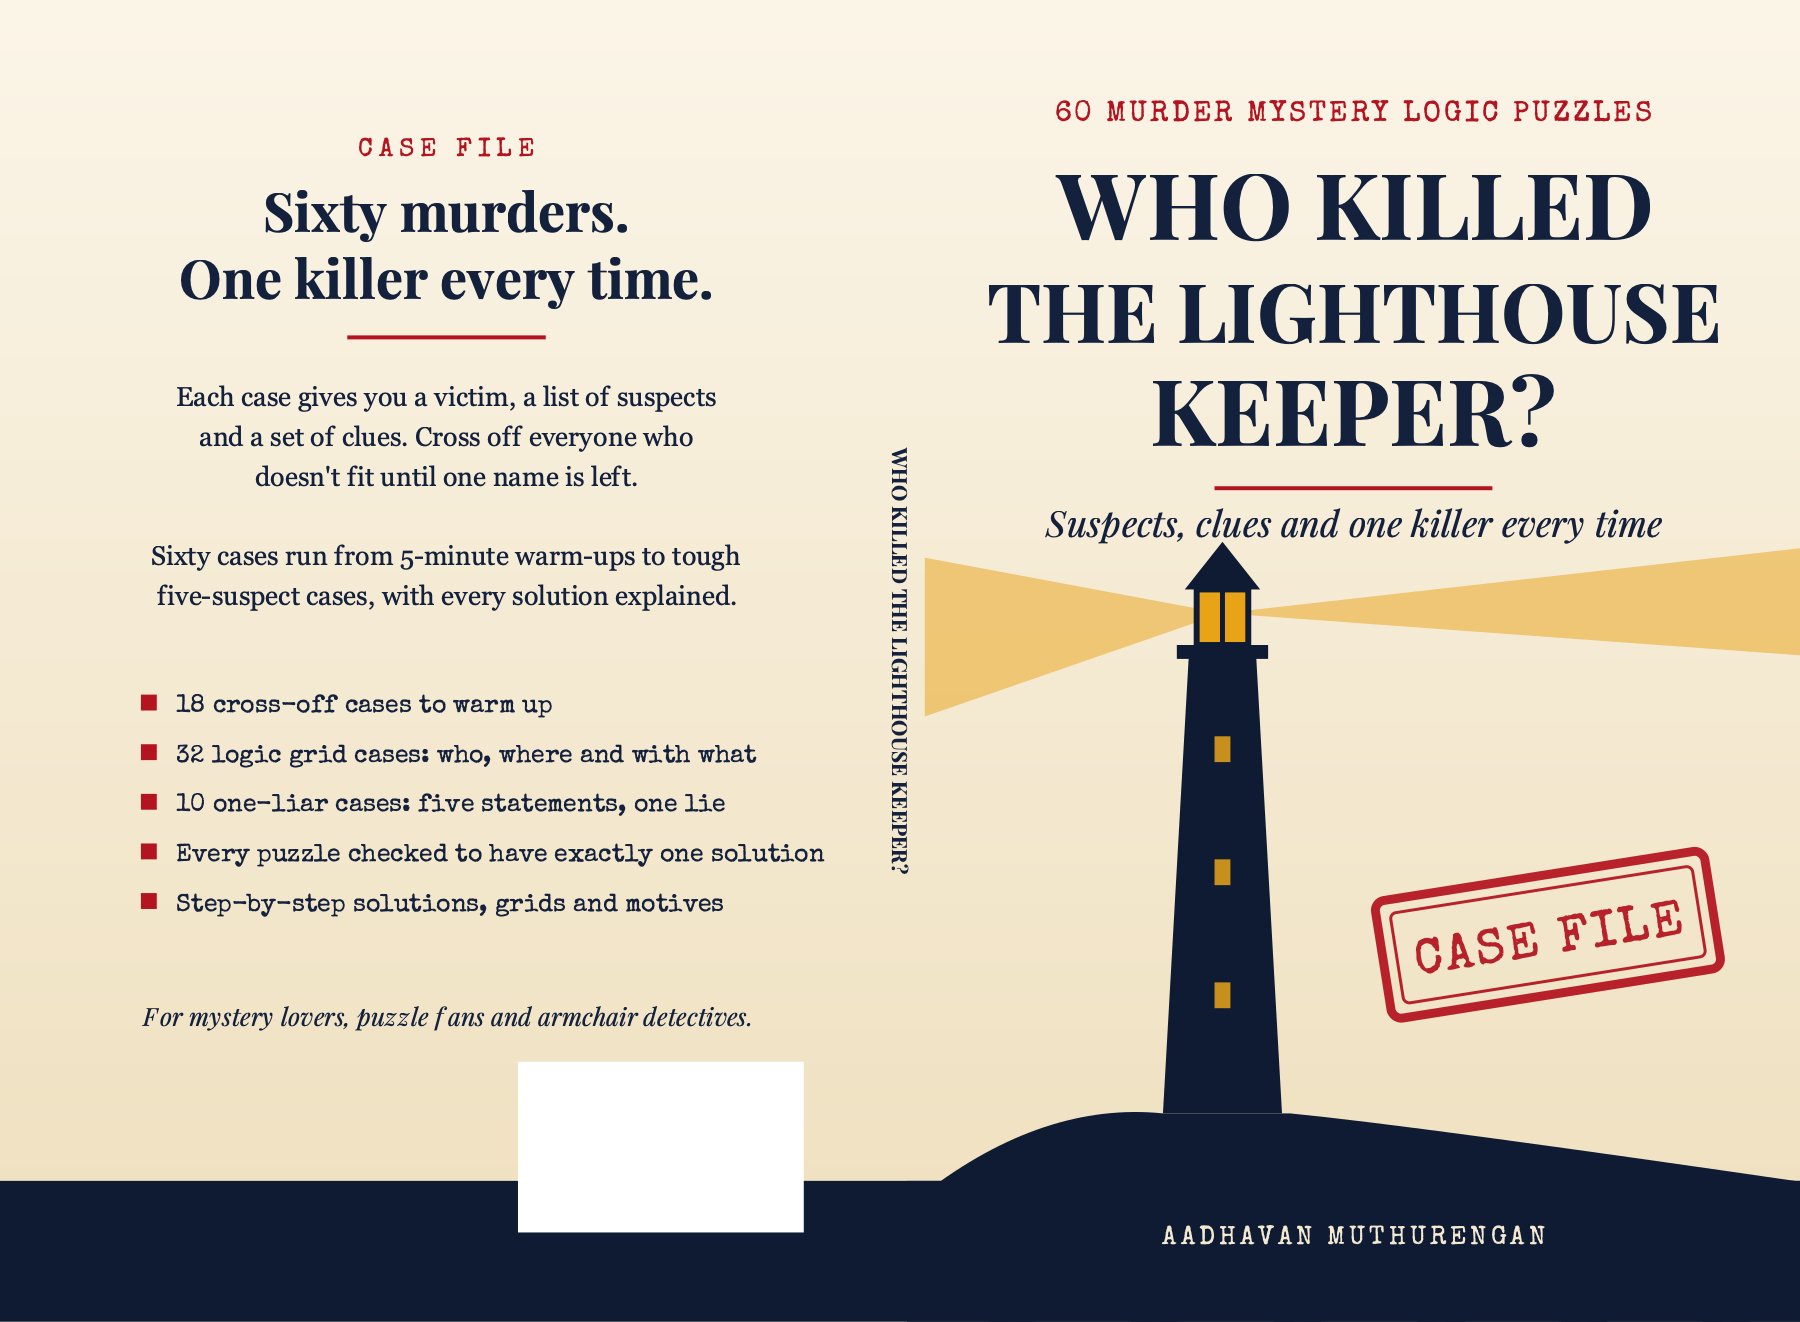 CASE FILE
Sixty murders.
One killer every time.
Each case gives you a victim, a list of suspects
and a set of clues. Cross off everyone who
doesn't fit until one name is left.
Sixty cases run from 5-minute warm-ups to tough
five-suspect cases, with every solution explained.
18 cross-off cases to warm up
32 logic grid cases: who, where and with what
10 one-liar cases: five statements, one lie
Every puzzle checked to have exactly one solution
Step-by-step solutions, grids and motives
For mystery lovers, puzzle fans and armchair detectives.
WHO KILLED THE LIGHTHOUSE KEEPER?
60 MURDER MYSTERY LOGIC PUZZLES
WHO KILLED
THE LIGHTHOUSE
KEEPER?
Suspects, clues and one killer every time
CASE FILE
AADHAVAN MUTHURENGAN